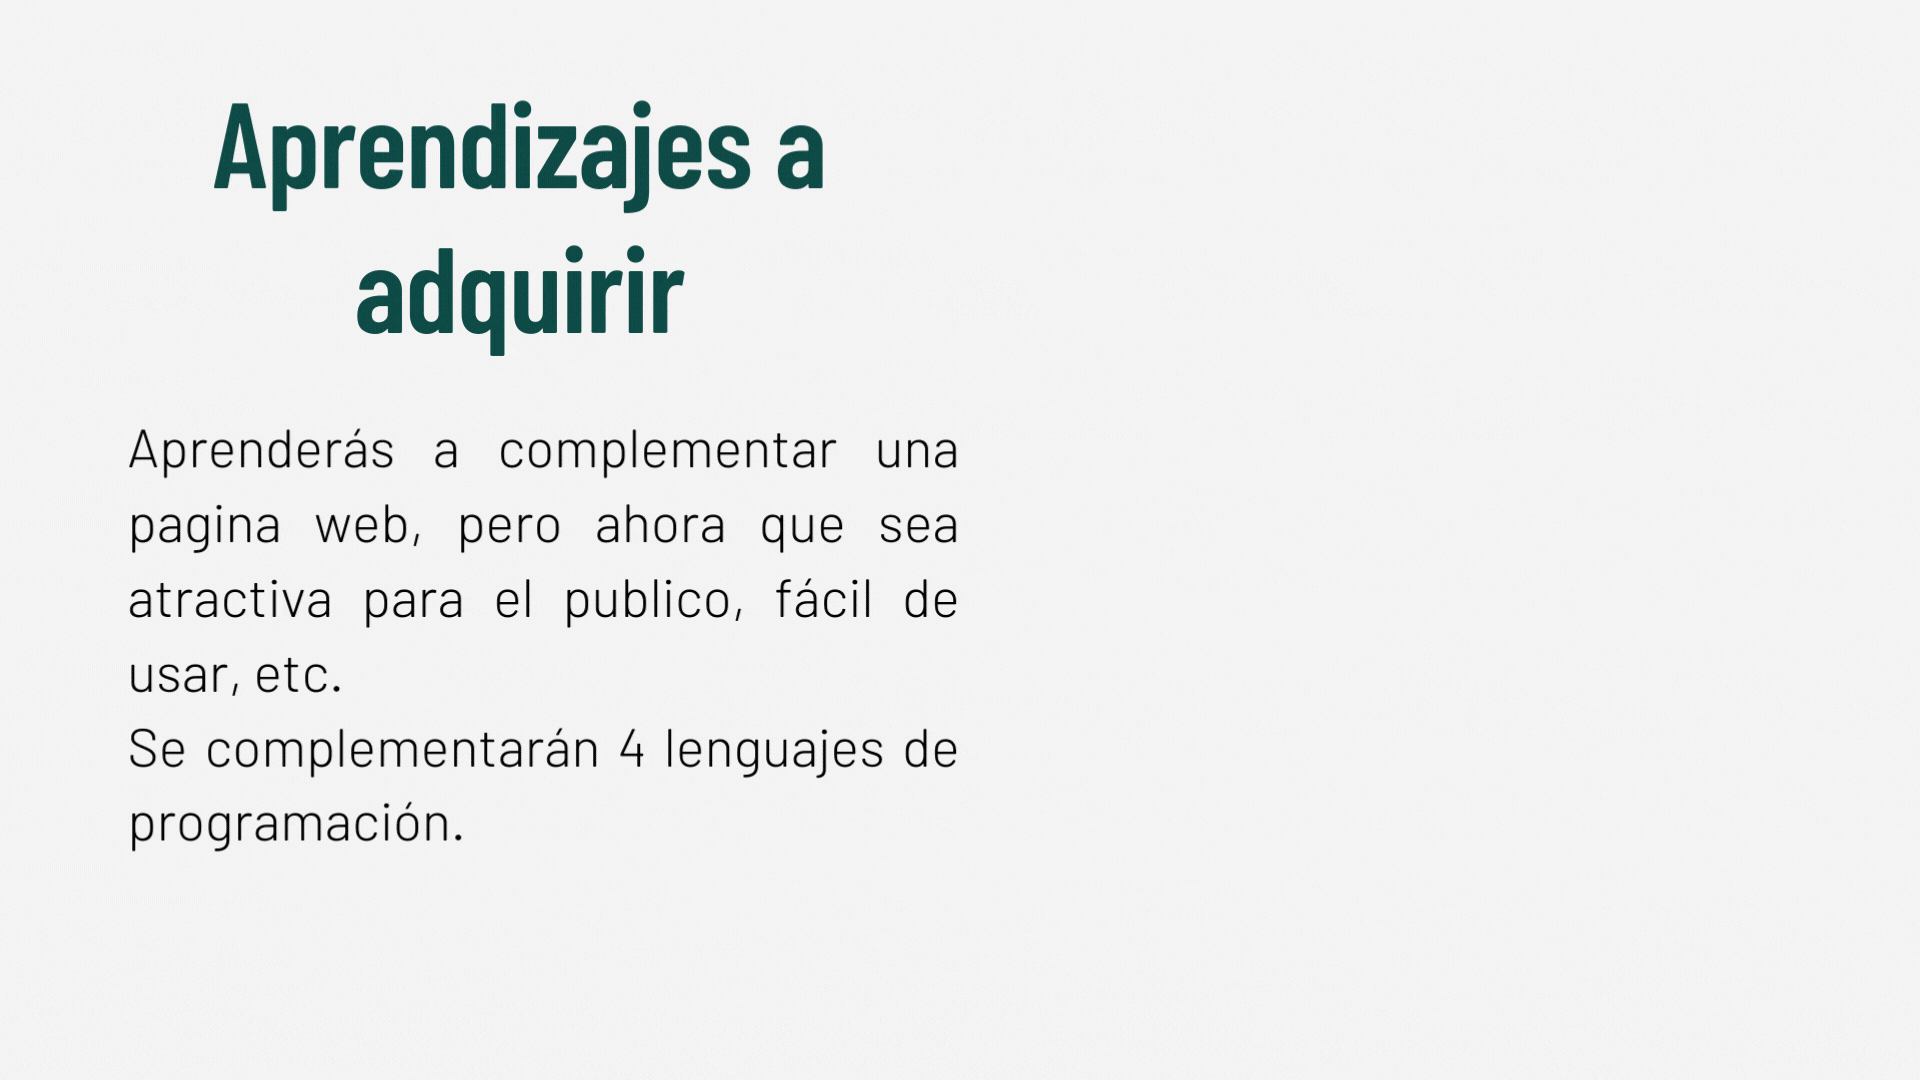 Aprendizajes a
adquirir
Aprenderás a complementar una
pagina web, pero ahora que sea
atractiva para el publico, fácil de
usar, etc.
Se complementarán 4 lenguajes de
programación.